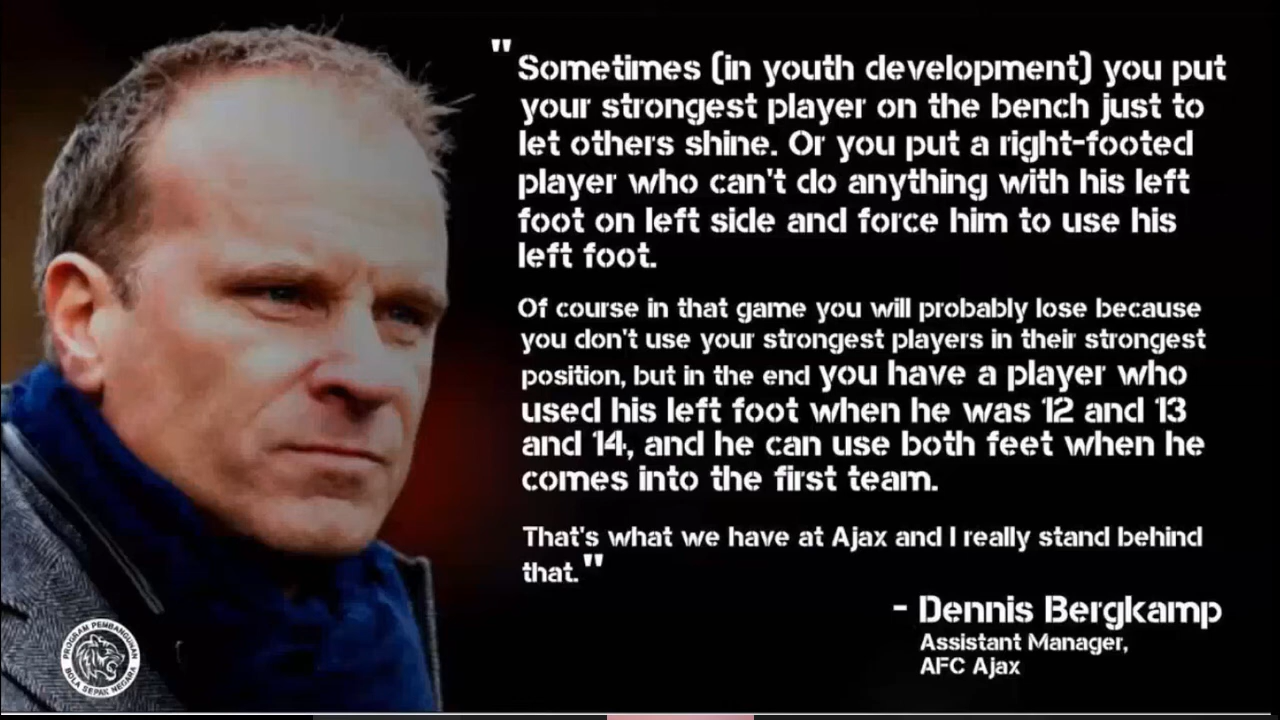 "Sometimes (in youth development) you put
your strongest player on the bench just to
let others shine. Or you put a right-footed
player who can't do anything with his left
foot on left side and force him to use his
left foot.
Of course in that game you will probably lose because
you don't use your strongest players in their strongest
position, but in the end you have a player who
used his left foot when he was 12 and 13
and 14, and he can use both feet when he
comes into the first team.
That's what we have at Ajax and I really stand behind
that."
- Dennis Bergkamp
Assistant Manager,
AFC Ajax
PROGRAM PEMBANGUNAN
BOLA SEPAK NEGARA